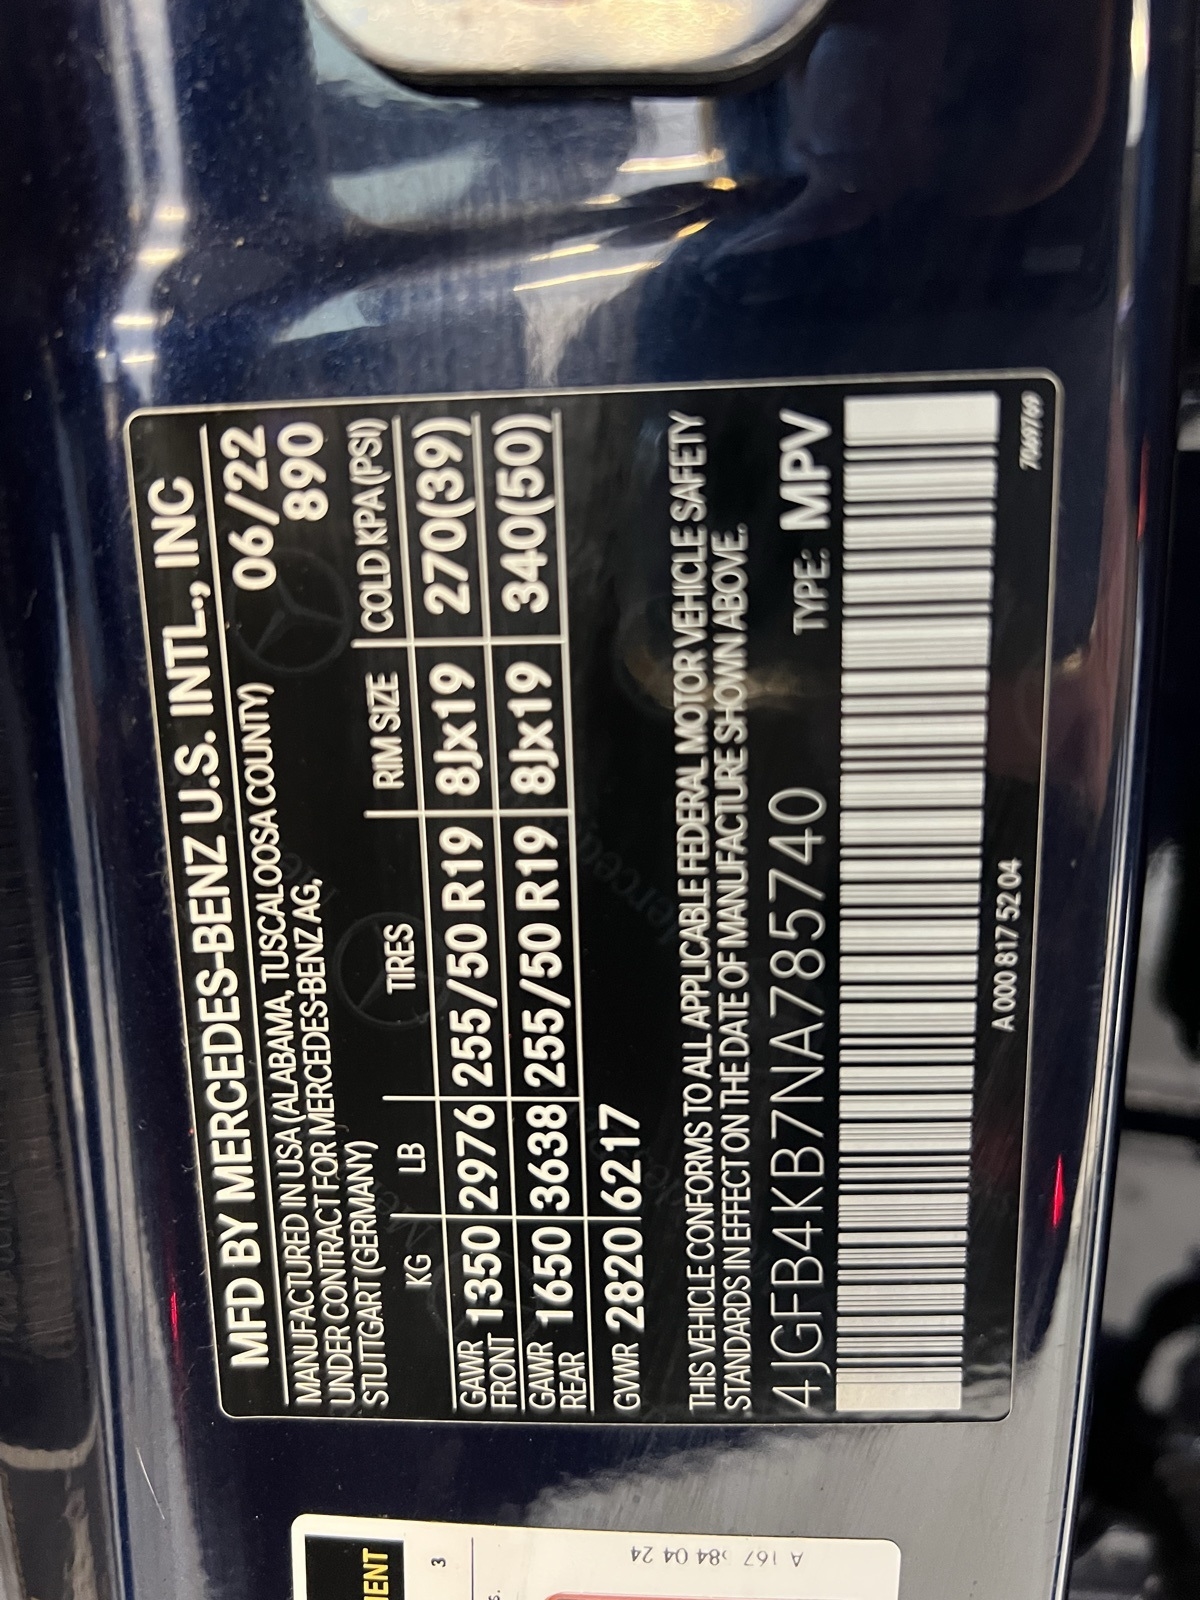 MFD BY MERCEDES-BENZ U.S. INTL., INC
MANUFACTURED IN USA (ALABAMA, TUSCALOOSA COUNTY) 06/22
UNDER CONTRACT FOR MERCEDES-BENZ AG, 890
STUTTGART (GERMANY)
KG LB TIRES RIM SIZE COLD KPA (PSI)
GAWR FRONT 1350 2976 255/50 R19 8Jx19 270(39)
GAWR REAR 1650 3638 255/50 R19 8Jx19 340(50)
GVWR 2820 6217
THIS VEHICLE CONFORMS TO ALL APPLICABLE FEDERAL MOTOR VEHICLE SAFETY
STANDARDS IN EFFECT ON THE DATE OF MANUFACTURE SHOWN ABOVE.
4JGFB4KB7NA785740 TYPE: MPV
A 000 817 52 04
7069769
3